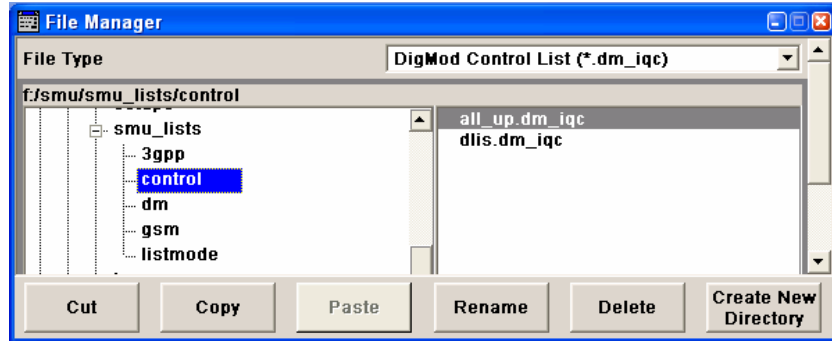 File Manager
File Type
DigMod Control List (*.dm_iqc)
f:/smu/smu_lists/control
smu_lists
3gpp
control
dm
gsm
listmode
all_up.dm_iqc
dlis.dm_iqc
Cut
Copy
Paste
Rename
Delete
Create New
Directory